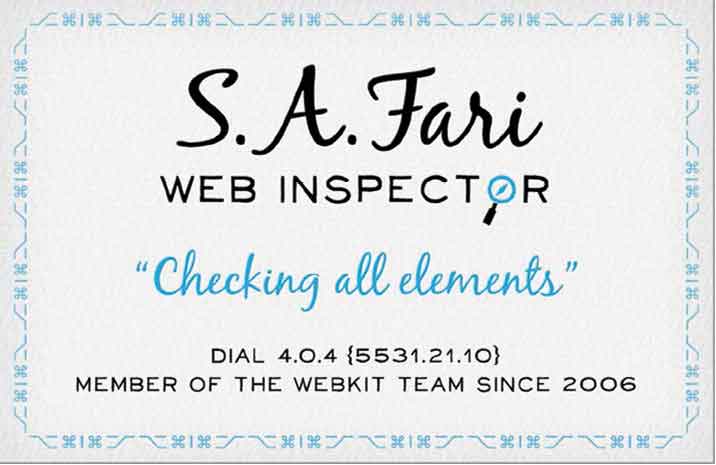 S. A. Fari
WEB INSPECTOR
“Checking all elements”
DIAL 4.0.4 {5531.21.10}
MEMBER OF THE WEBKIT TEAM SINCE 2006